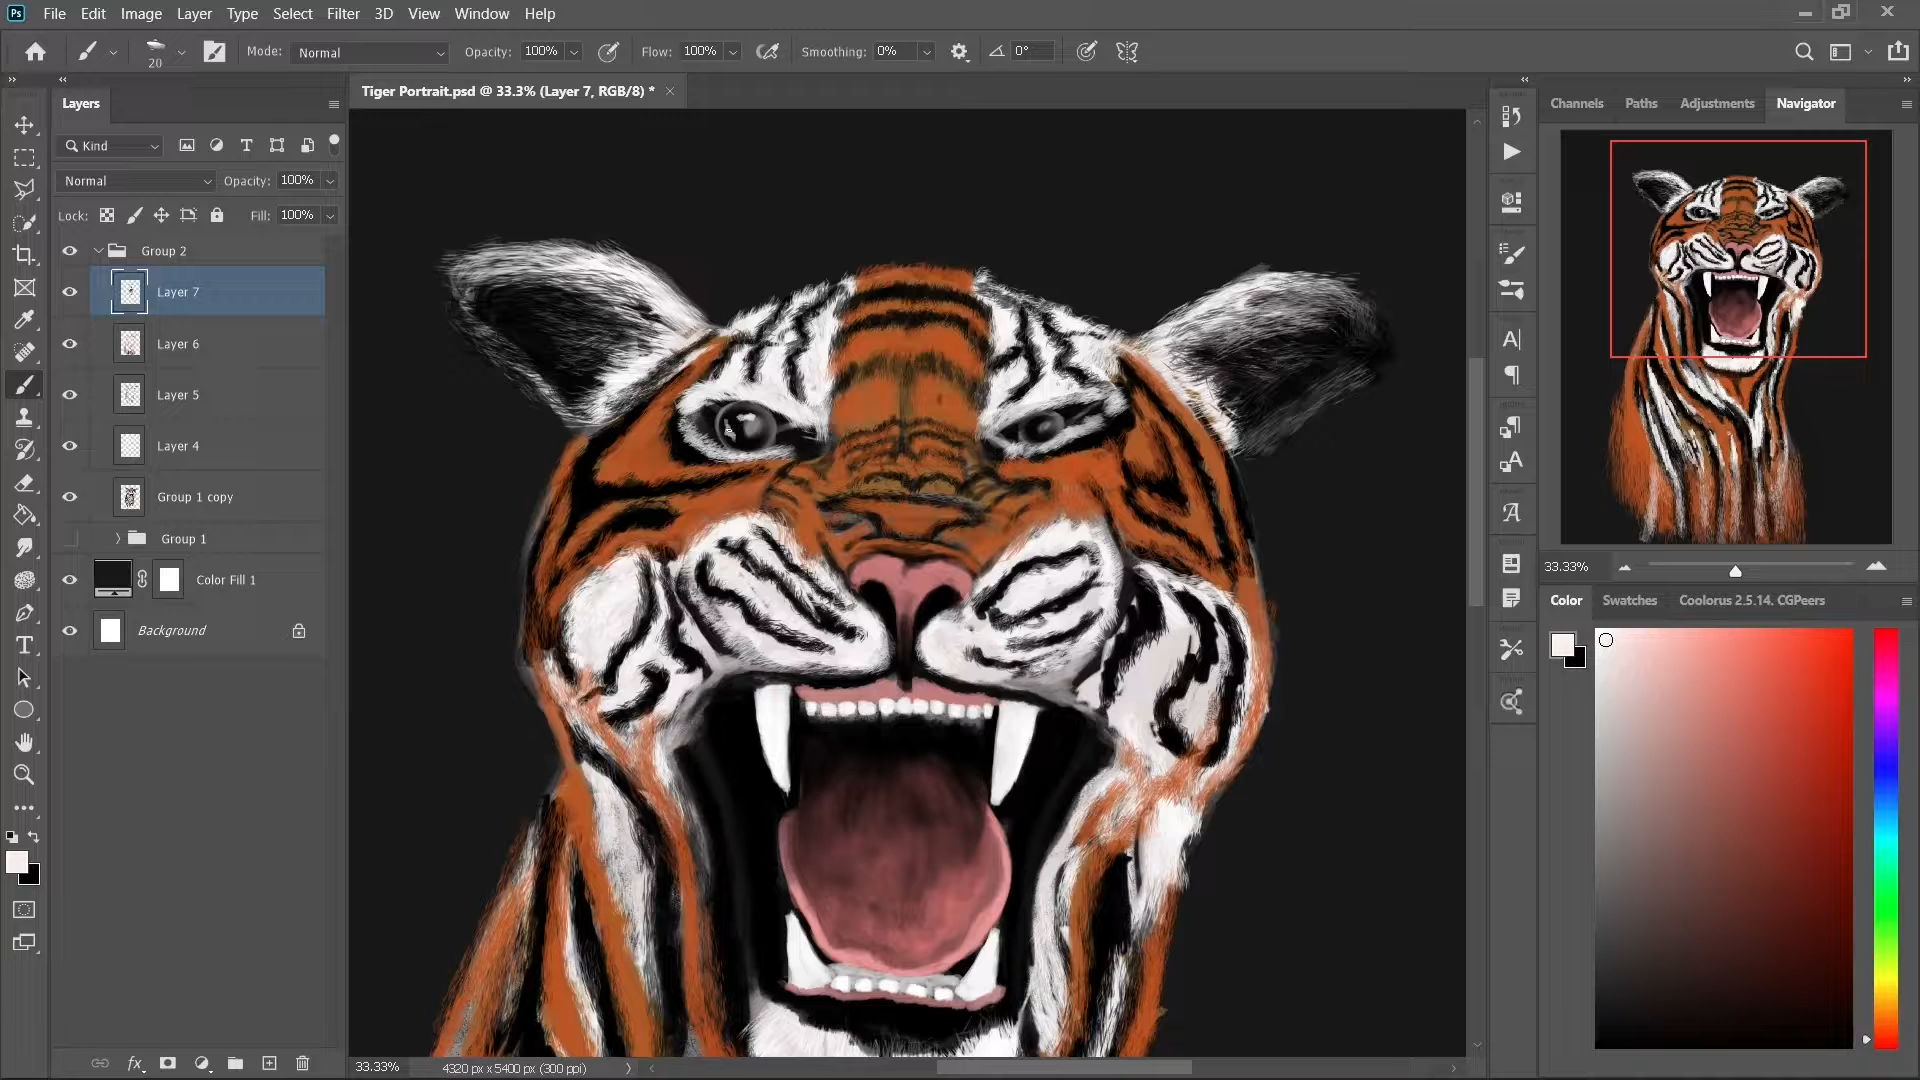 Ps File Edit Image Layer Type Select Filter 3D View Window Help
20 Mode: Normal Opacity: 100% Flow: 100% Smoothing: 0% 0°
Tiger Portrait.psd @ 33.3% (Layer 7, RGB/8) *
Layers
Kind
Normal Opacity: 100%
Lock: Fill: 100%
Group 2
Layer 7
Layer 6
Layer 5
Layer 4
Group 1 copy
Group 1
Color Fill 1
Background
fx
33.33% 4320 px x 5400 px (300 ppi)
Channels Paths Adjustments Navigator
33.33%
Color Swatches Coolorus 2.5.14. CGPeers